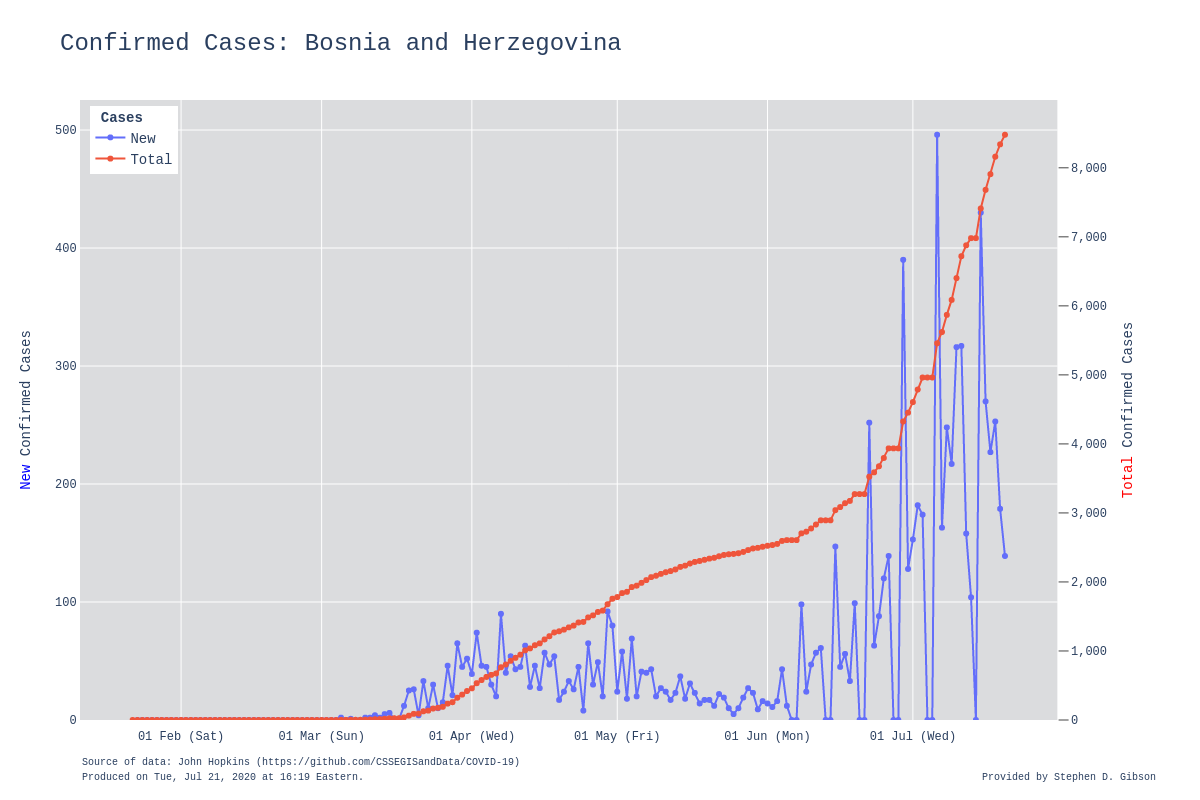 Confirmed Cases: Bosnia and Herzegovina
Cases
New
Total
500
400
300
200
100
0
8,000
7,000
6,000
5,000
4,000
3,000
2,000
1,000
0
New Confirmed Cases
Total Confirmed Cases
01 Feb (Sat)
01 Mar (Sun)
01 Apr (Wed)
01 May (Fri)
01 Jun (Mon)
01 Jul (Wed)
Source of data: John Hopkins (https://github.com/CSSEGISandData/COVID-19)
Produced on Tue, Jul 21, 2020 at 16:19 Eastern.
Provided by Stephen D. Gibson